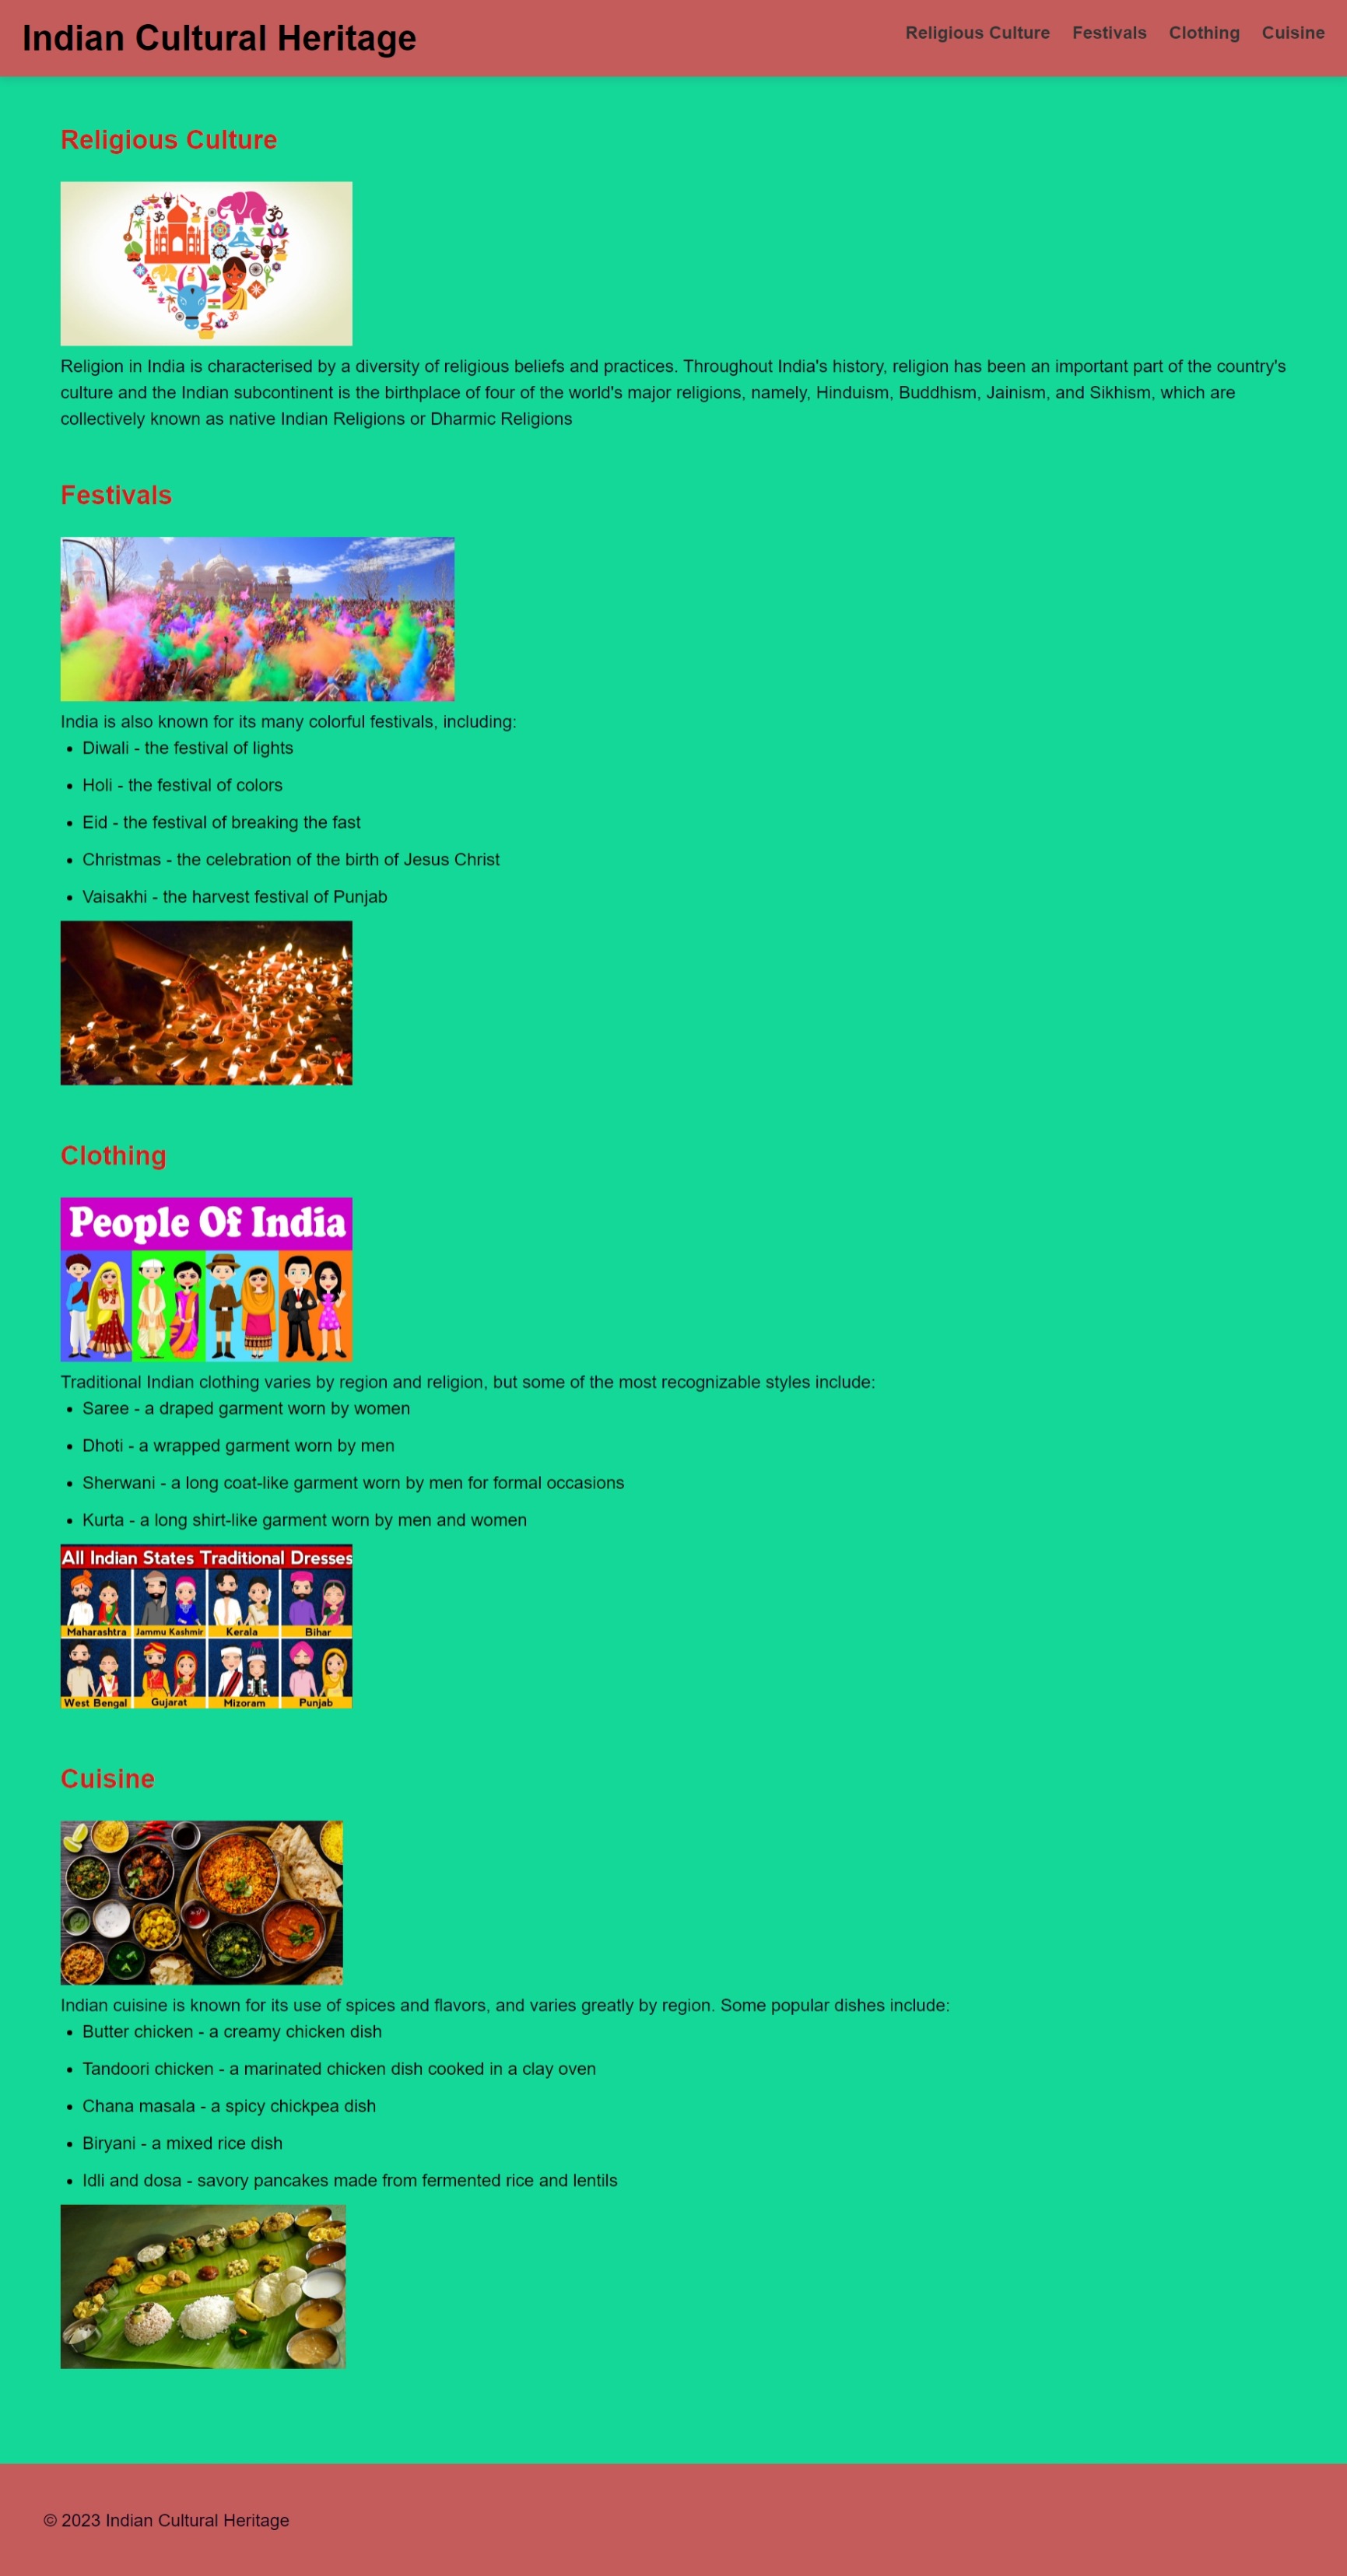 Indian Cultural Heritage
Religious Culture Festivals Clothing Cuisine
Religious Culture
Religion in India is characterised by a diversity of religious beliefs and practices. Throughout India's history, religion has been an important part of the country's
culture and the Indian subcontinent is the birthplace of four of the world's major religions, namely, Hinduism, Buddhism, Jainism, and Sikhism, which are
collectively known as native Indian Religions or Dharmic Religions
Festivals
India is also known for its many colorful festivals, including:
• Diwali - the festival of lights
• Holi - the festival of colors
• Eid - the festival of breaking the fast
• Christmas - the celebration of the birth of Jesus Christ
• Vaisakhi - the harvest festival of Punjab
Clothing
People Of India
Traditional Indian clothing varies by region and religion, but some of the most recognizable styles include:
• Saree - a draped garment worn by women
• Dhoti - a wrapped garment worn by men
• Sherwani - a long coat-like garment worn by men for formal occasions
• Kurta - a long shirt-like garment worn by men and women
All Indian States Traditional Dresses
Maharashtra Jammu Kashmir Kerala Bihar
West Bengal Gujarat Mizoram Punjab
Cuisine
Indian cuisine is known for its use of spices and flavors, and varies greatly by region. Some popular dishes include:
• Butter chicken - a creamy chicken dish
• Tandoori chicken - a marinated chicken dish cooked in a clay oven
• Chana masala - a spicy chickpea dish
• Biryani - a mixed rice dish
• Idli and dosa - savory pancakes made from fermented rice and lentils
© 2023 Indian Cultural Heritage